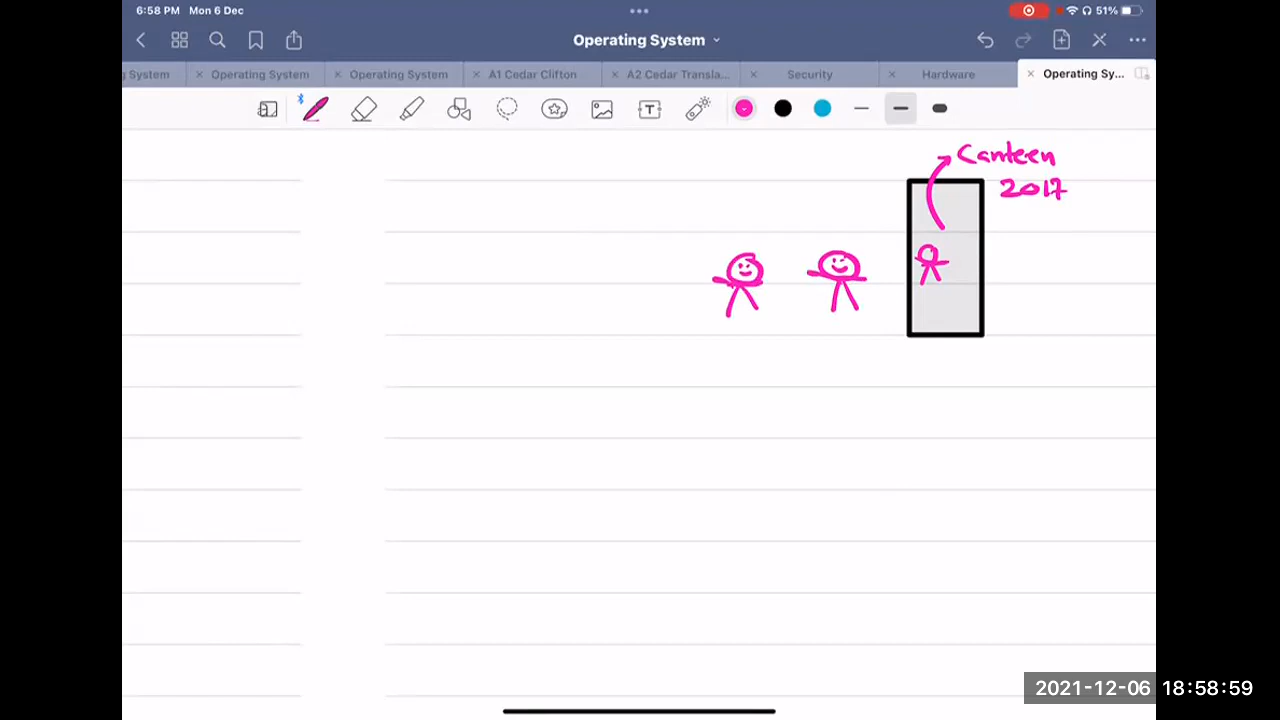 6:58 PM Mon 6 Dec
51%
Operating System
g System
Operating System
Operating System
A1 Cedar Clifton
A2 Cedar Transla...
Security
Hardware
Operating Sy...
T
Canteen
2017
2021-12-06 18:58:59